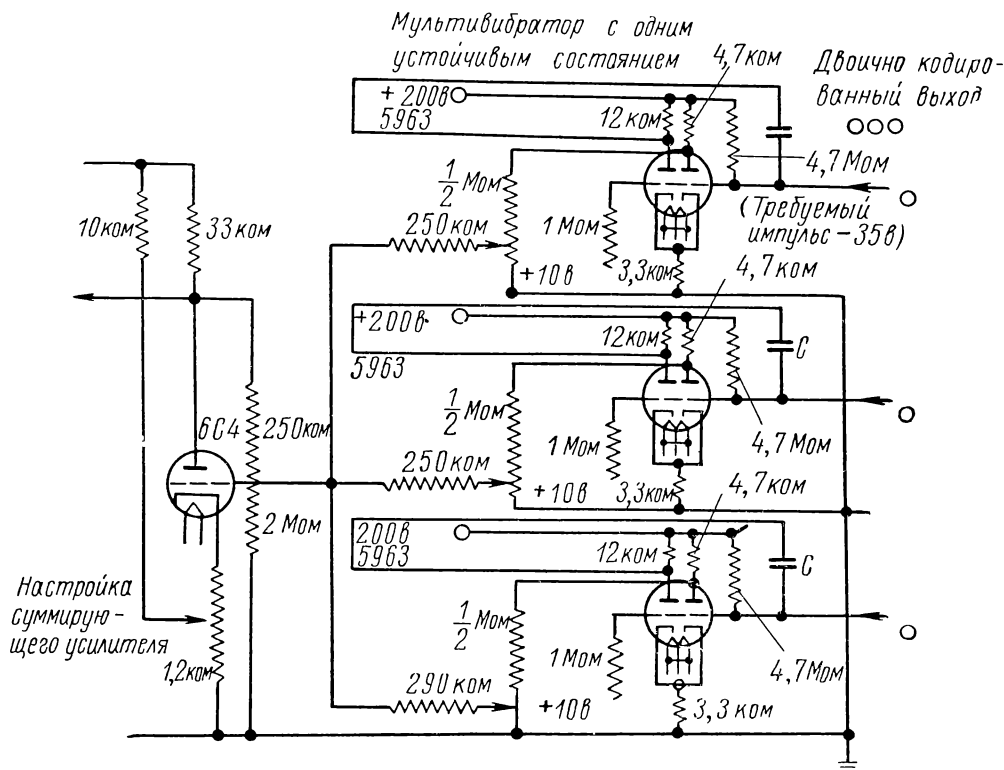 Мультивибратор с одним
устойчивым состоянием
4,7ком
Двоично кодиро-
ванный выход
+200в
5963
12ком
4,7Мом
1/2 Мом
10ком
33ком
250ком
1Мом
(Требуемый
импульс-35в)
3,3ком
+10в
4,7ком
+200в.
5963
12ком
С
1/2 Мом
6С4
250ком
250ком
1Мом
4,7Мом
3,3ком
+10в
4,7ком
2 Мом
200в
5963
12ком
С
Настройка
суммирую-
щего усилителя
1/2 Мом
1,2ком
1Мом
4,7Мом
290ком
+10в
3,3ком